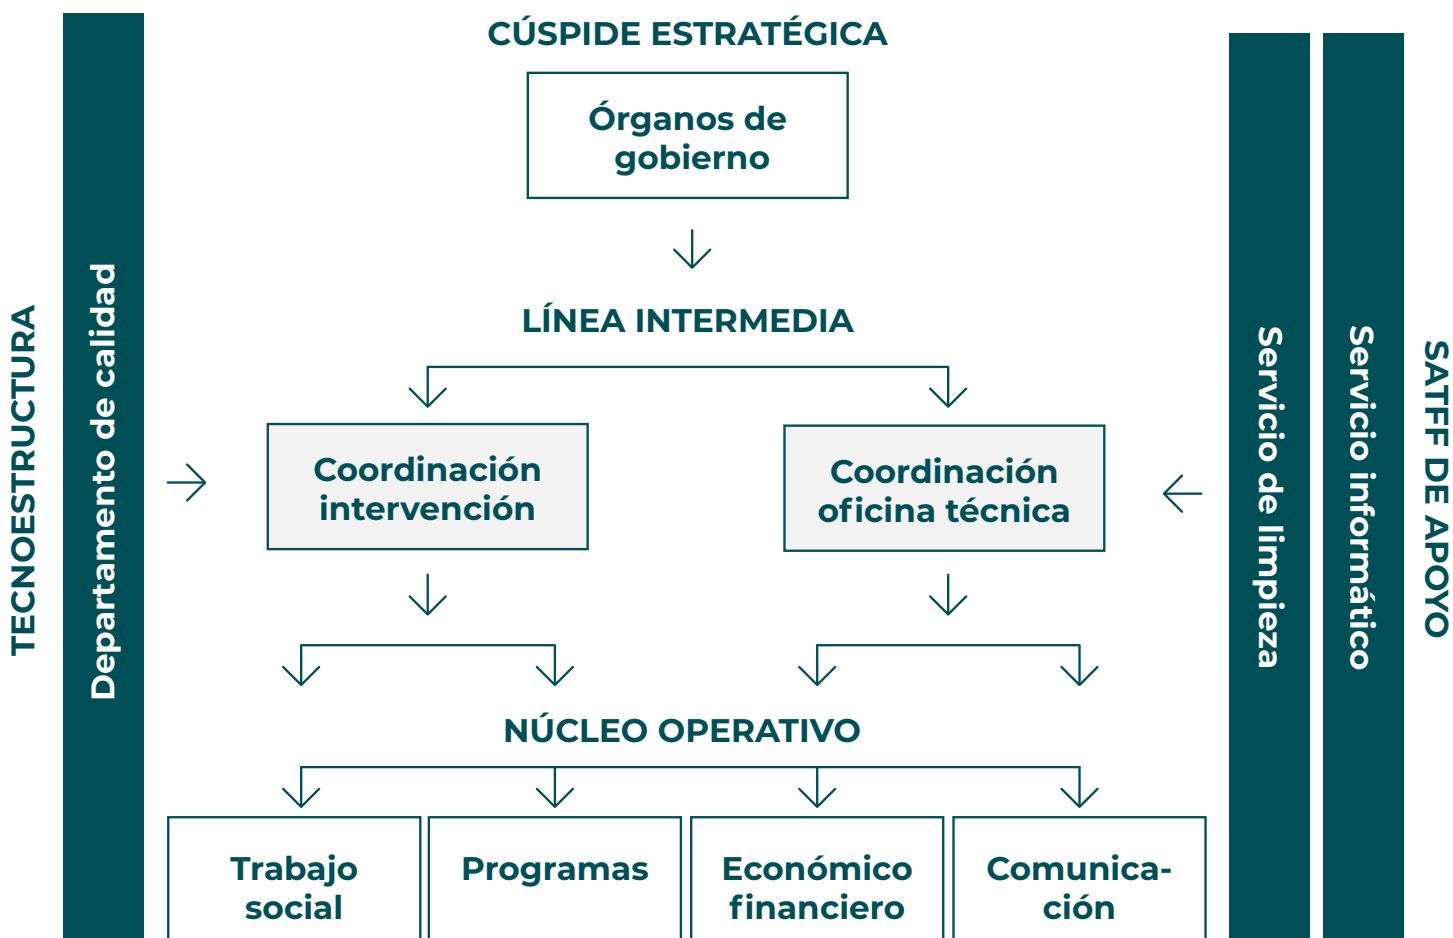 CÚSPIDE ESTRATÉGICA
Órganos de
gobierno
LÍNEA INTERMEDIA
Coordinación
intervención
Coordinación
oficina técnica
NÚCLEO OPERATIVO
Trabajo
social
Programas
Económico
financiero
Comunica-
ción
TECNOESTRUCTURA
Departamento de calidad
Servicio de limpieza
Servicio informático
SATFF DE APOYO